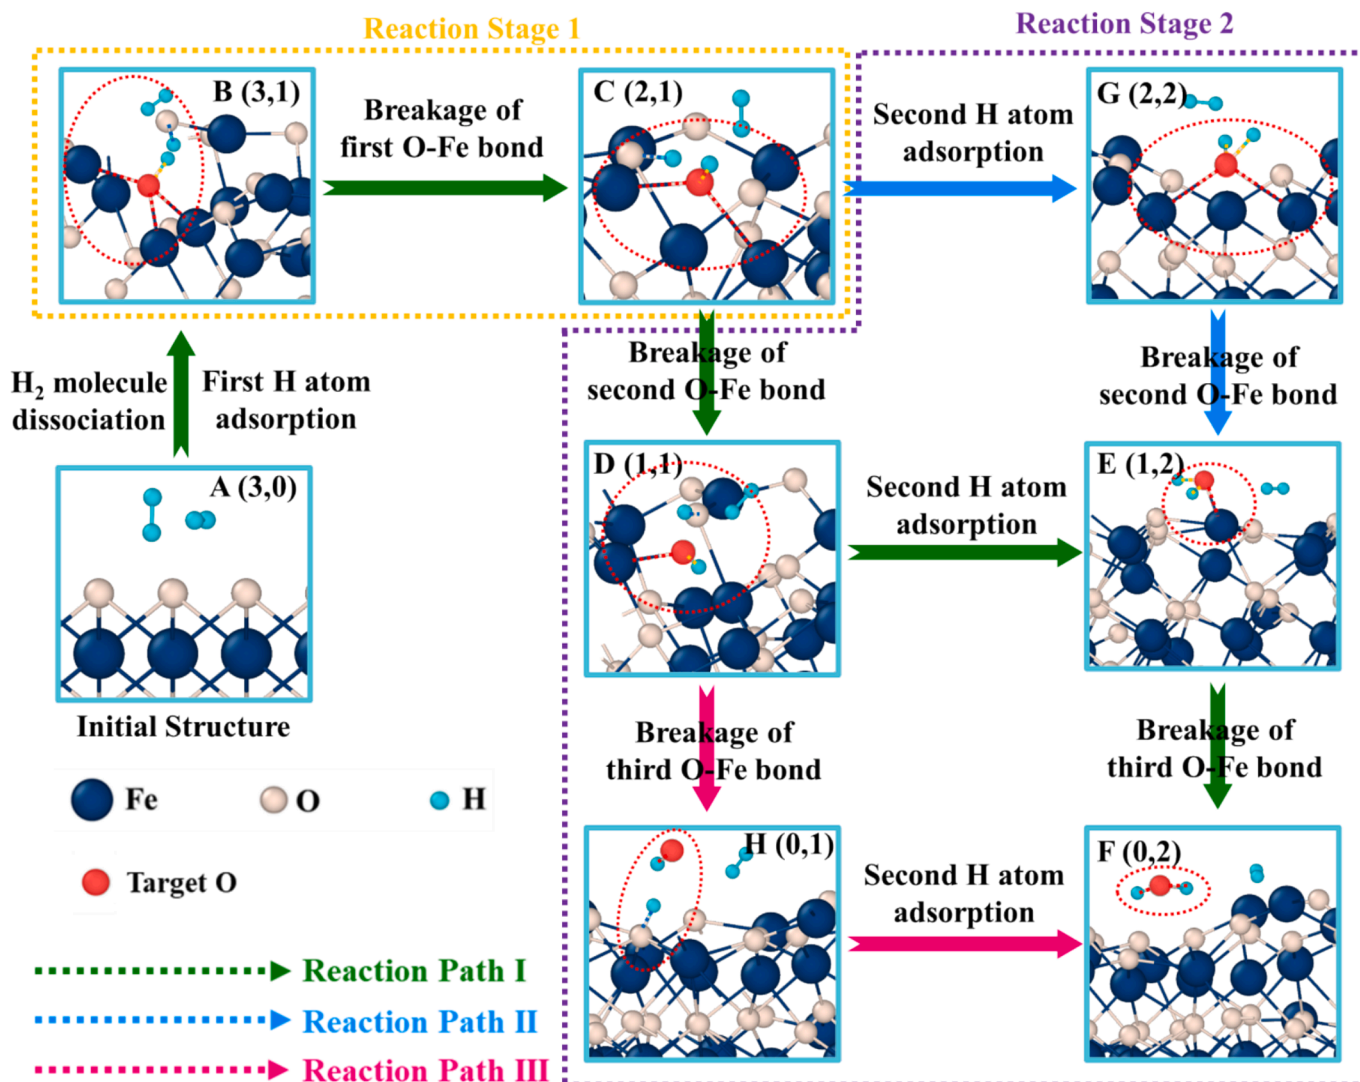 Reaction Stage 1
Reaction Stage 2
B (3,1)
Breakage of
first O-Fe bond
C (2,1)
Second H atom
adsorption
G (2,2)
H₂ molecule
dissociation
First H atom
adsorption
Breakage of
second O-Fe bond
Breakage of
second O-Fe bond
A (3,0)
Initial Structure
D (1,1)
Second H atom
adsorption
E (1,2)
Breakage of
third O-Fe bond
Breakage of
third O-Fe bond
Fe
O
H
Target O
H (0,1)
Second H atom
adsorption
F (0,2)
Reaction Path I
Reaction Path II
Reaction Path III